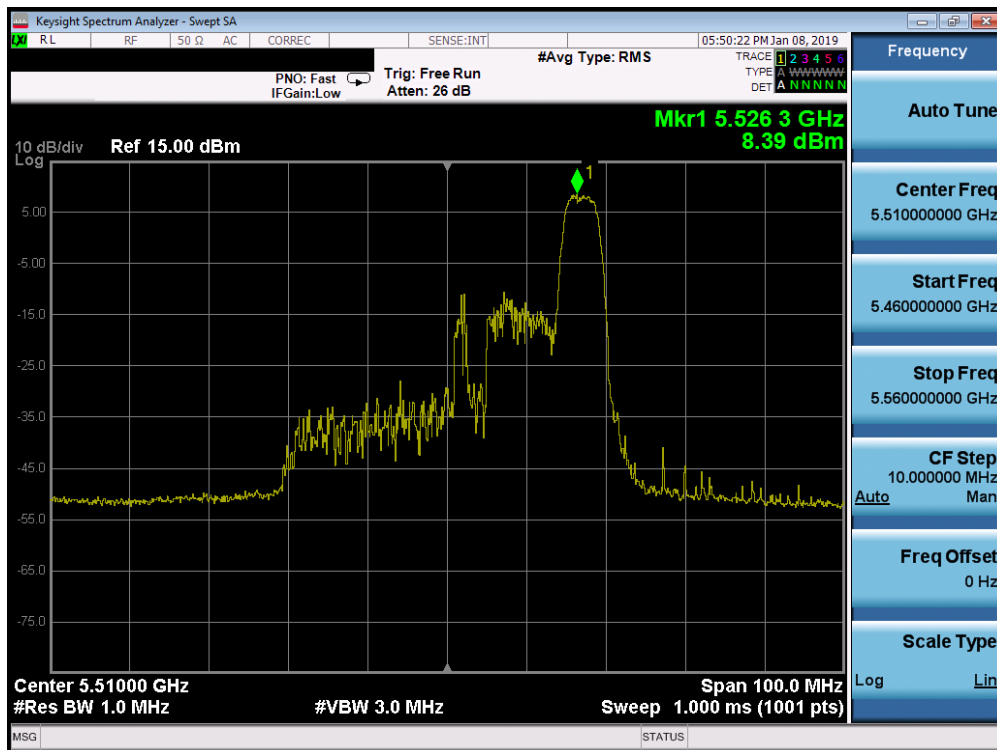 Keysight Spectrum Analyzer - Swept SA
LXI RL RF 50 Ω AC CORREC SENSE:INT 05:50:22 PM Jan 08, 2019
Frequency
#Avg Type: RMS
TRACE 1 2 3 4 5 6
PNO: Fast Trig: Free Run
TYPE A WWWWW
IFGain:Low Atten: 26 dB
DET A N N N N N
Auto Tune
Mkr1 5.526 3 GHz
8.39 dBm
10 dB/div Ref 15.00 dBm
Log
1
Center Freq
5.510000000 GHz
5.00
-5.00
-15.0
-25.0
-35.0
-45.0
-55.0
-65.0
-75.0
Start Freq
5.460000000 GHz
Stop Freq
5.560000000 GHz
CF Step
10.000000 MHz
Auto Man
Freq Offset
0 Hz
Scale Type
Log Lin
Center 5.51000 GHz Span 100.0 MHz
#Res BW 1.0 MHz #VBW 3.0 MHz Sweep 1.000 ms (1001 pts)
MSG STATUS